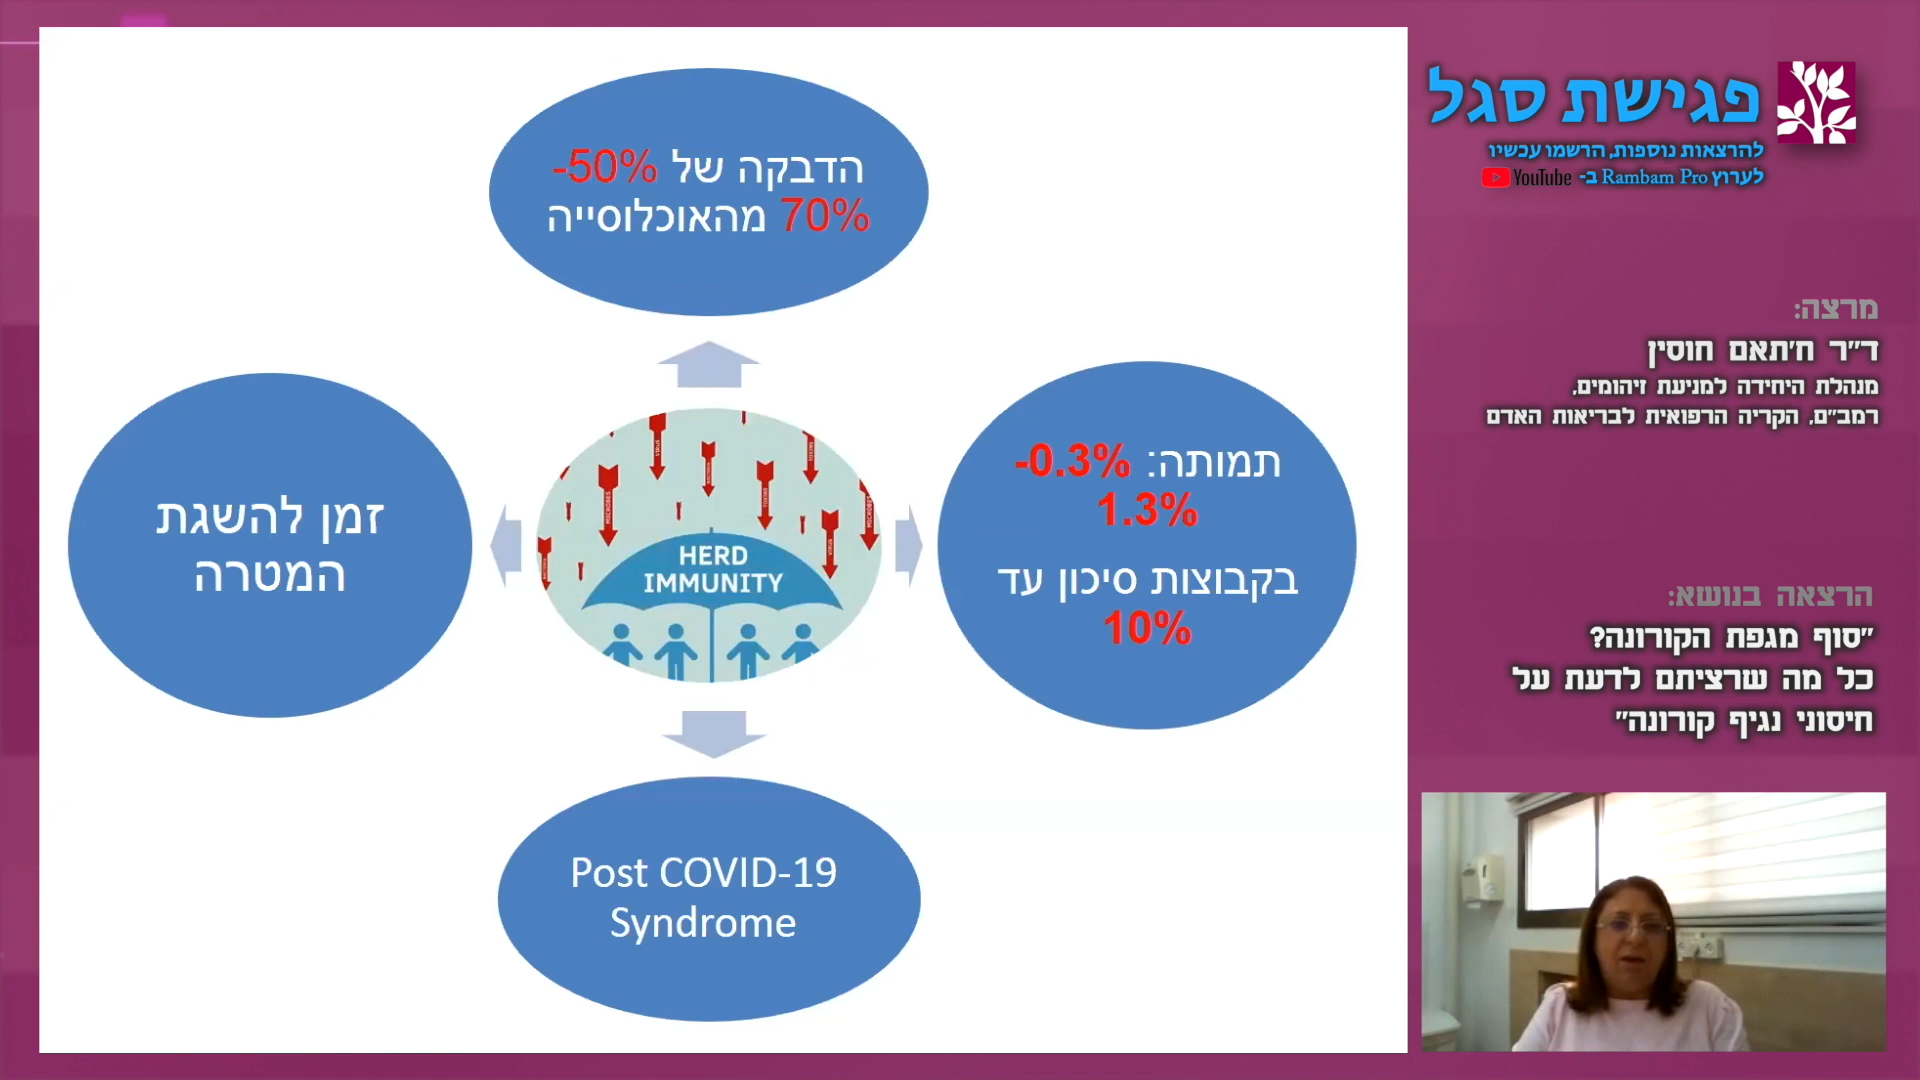 הדבקה של 50%-
70% מהאוכלוסייה
זמן להשגת
המטרה
HERD
IMMUNITY
תמותה: 0.3%-
1.3%
בקבוצות סיכון עד
10%
Post COVID-19
Syndrome
פגישת סגל
להרצאות נוספות, הרשמו עכשיו
לערוץ Rambam Pro ב- YouTube
מרצה:
ד"ר ח'תאם חוסין
מנהלת היחידה למניעת זיהומים,
רמב"ם, הקריה הרפואית לבריאות האדם
הרצאה בנושא:
"סוף מגפת הקורונה?
כל מה שרציתם לדעת על
חיסוני נגיף קורונה"